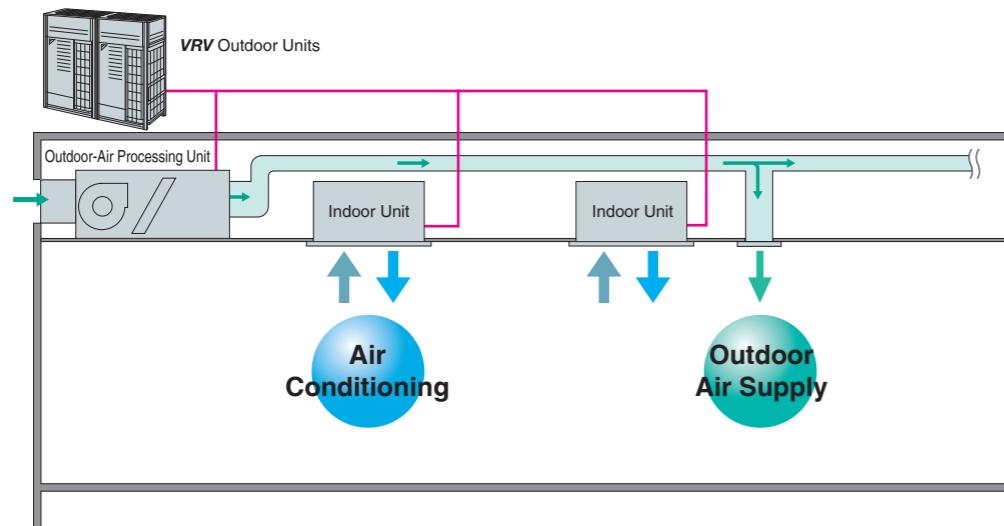 VRV Outdoor Units
Outdoor-Air Processing Unit
Indoor Unit
Indoor Unit
Air
Conditioning
Outdoor
Air Supply